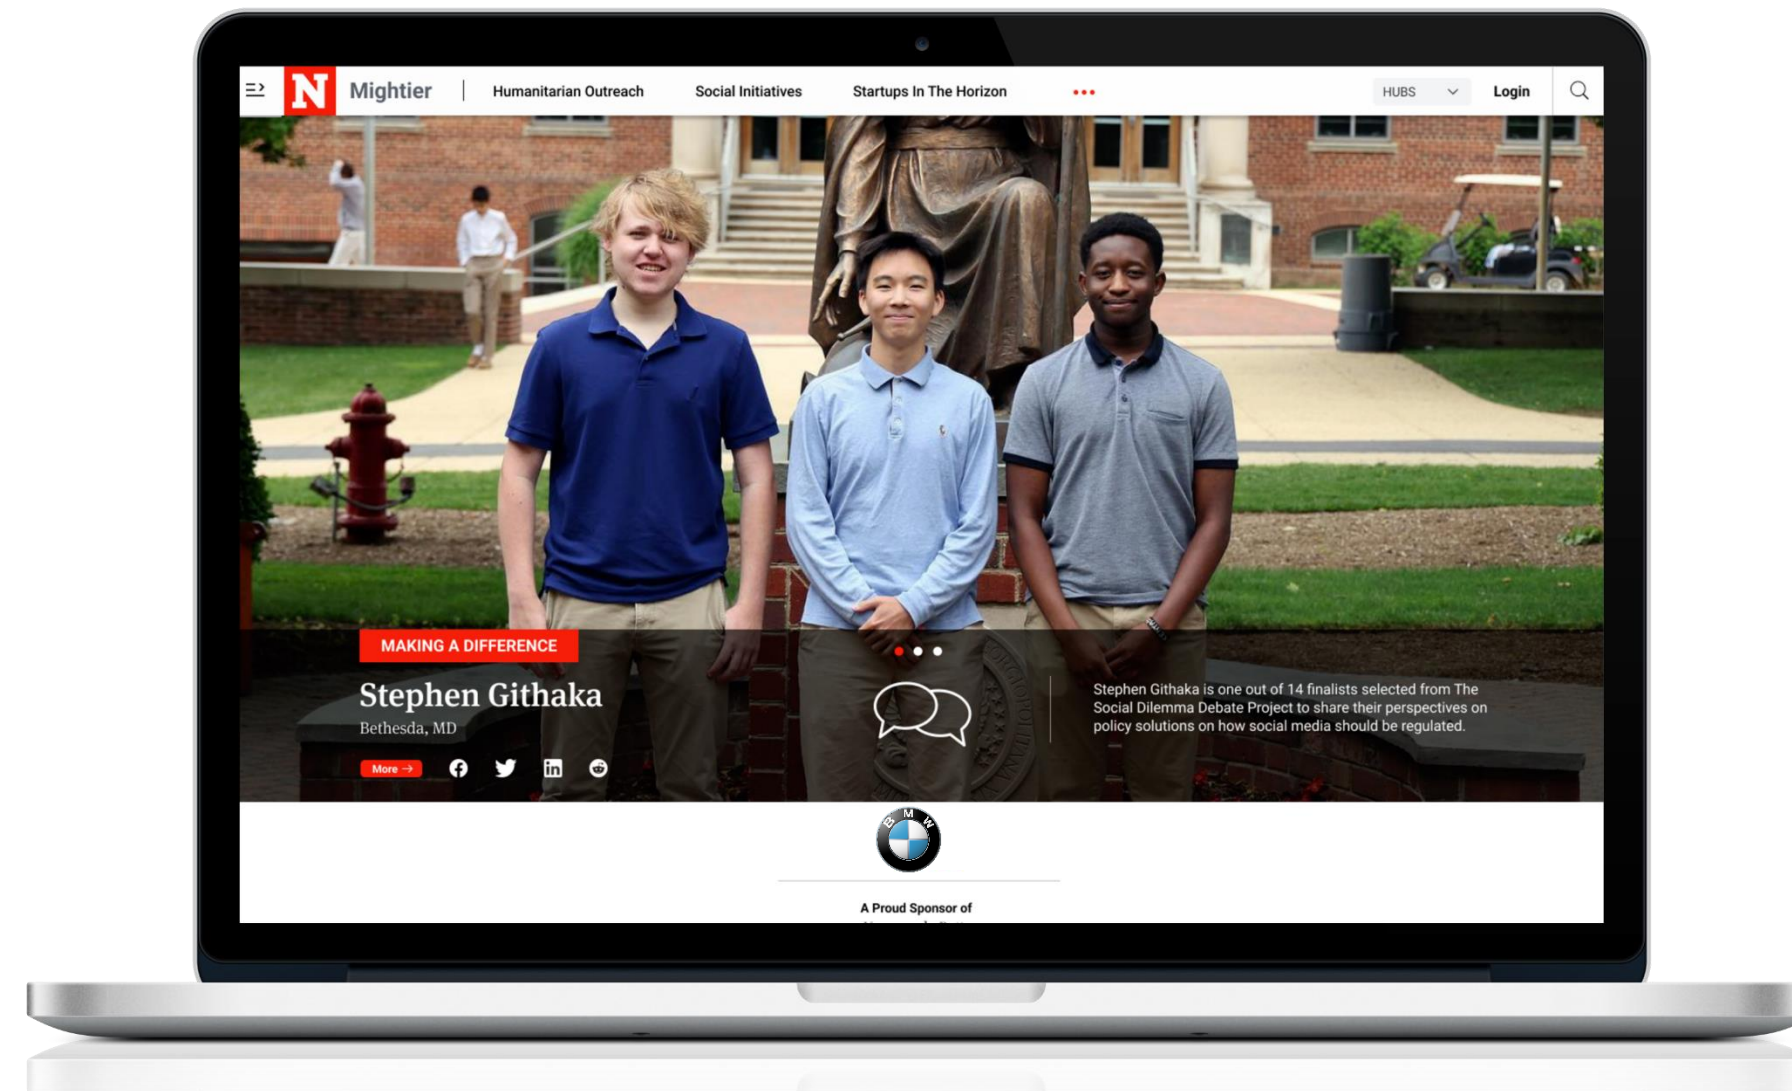 N Mightier Humanitarian Outreach Social Initiatives Startups In The Horizon HUBS Login
MAKING A DIFFERENCE
Stephen Githaka
Bethesda, MD
More →
Stephen Githaka is one out of 14 finalists selected from The
Social Dilemma Debate Project to share their perspectives on
policy solutions on how social media should be regulated.
BMW
A Proud Sponsor of